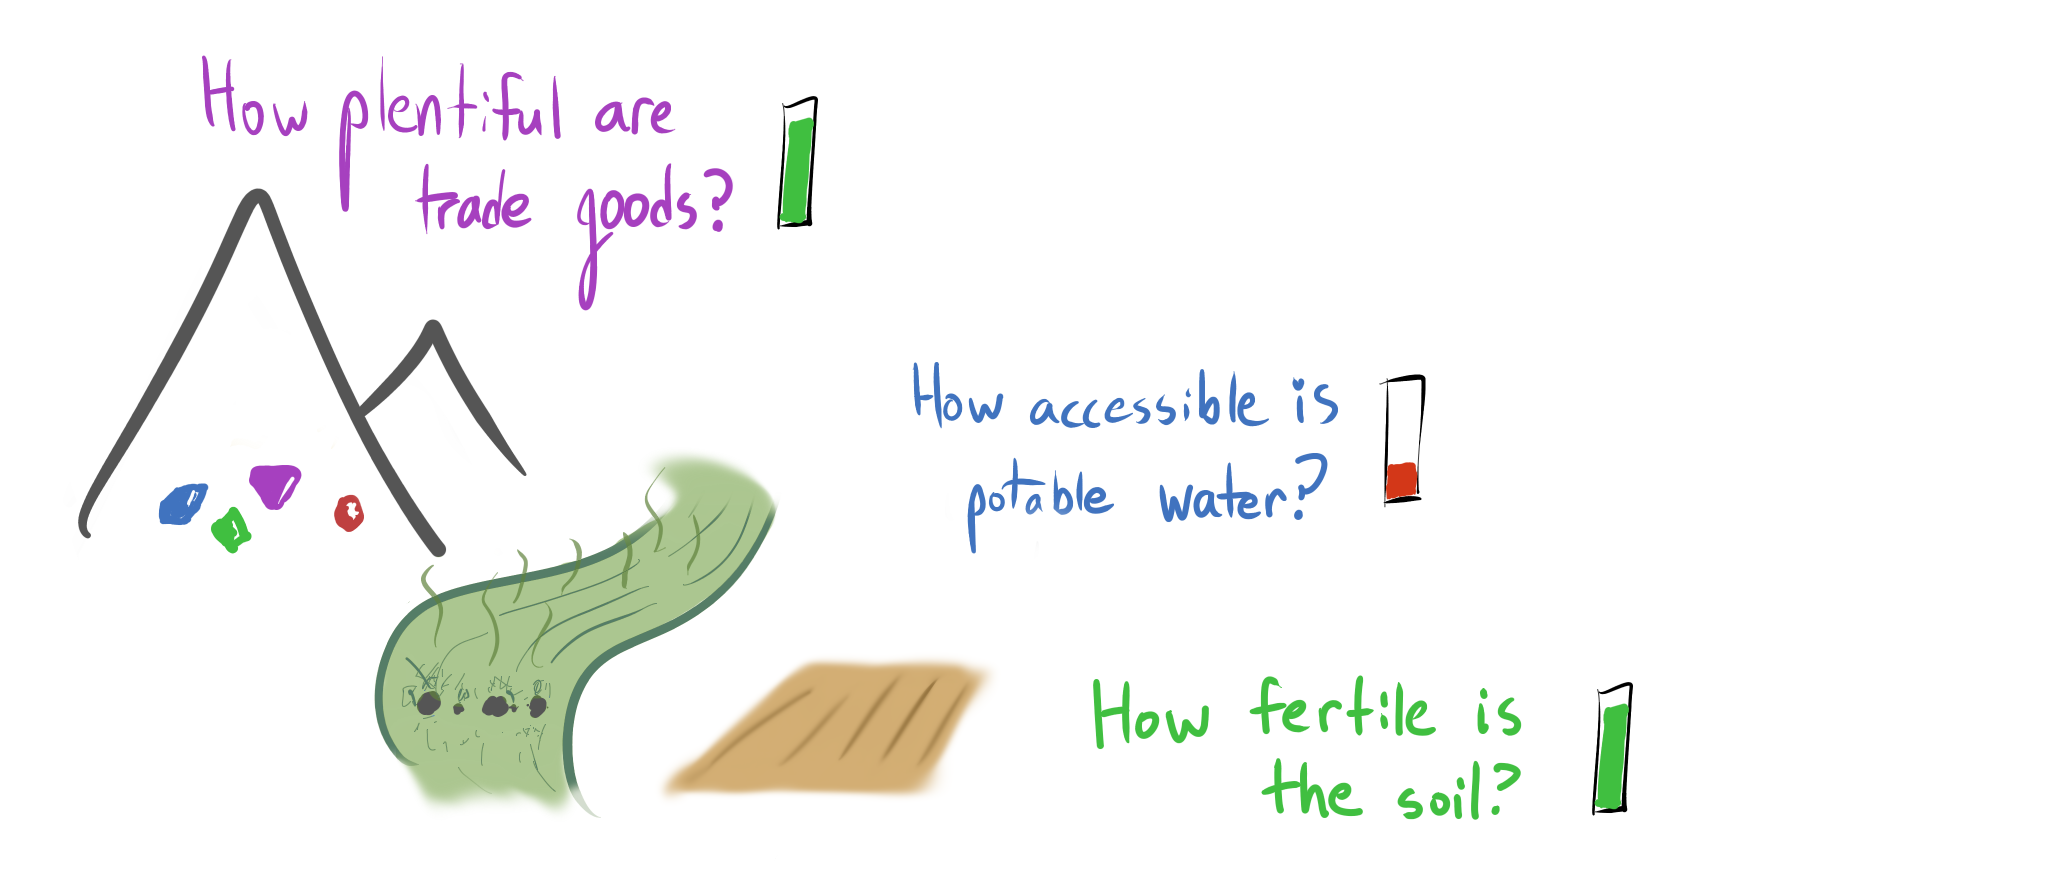 How plentiful are
trade goods?
How accessible is
potable water?
How fertile is
the soil?